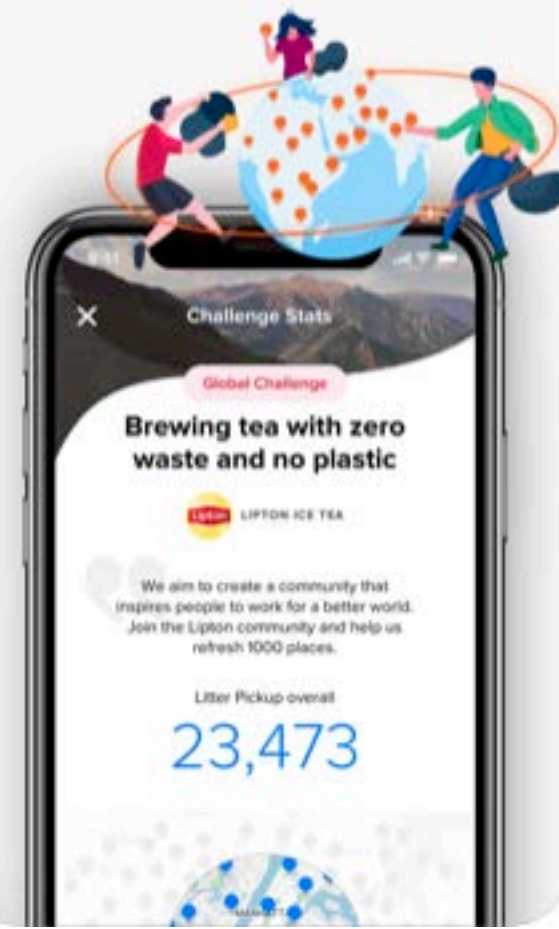 9:41
Challenge Stats
Global Challenge
Brewing tea with zero
waste and no plastic
Lipton
LIPTON ICE TEA
We aim to create a community that
inspires people to work for a better world.
Join the Lipton community and help us
refresh 1000 places.
Litter Pickup overall
23,473